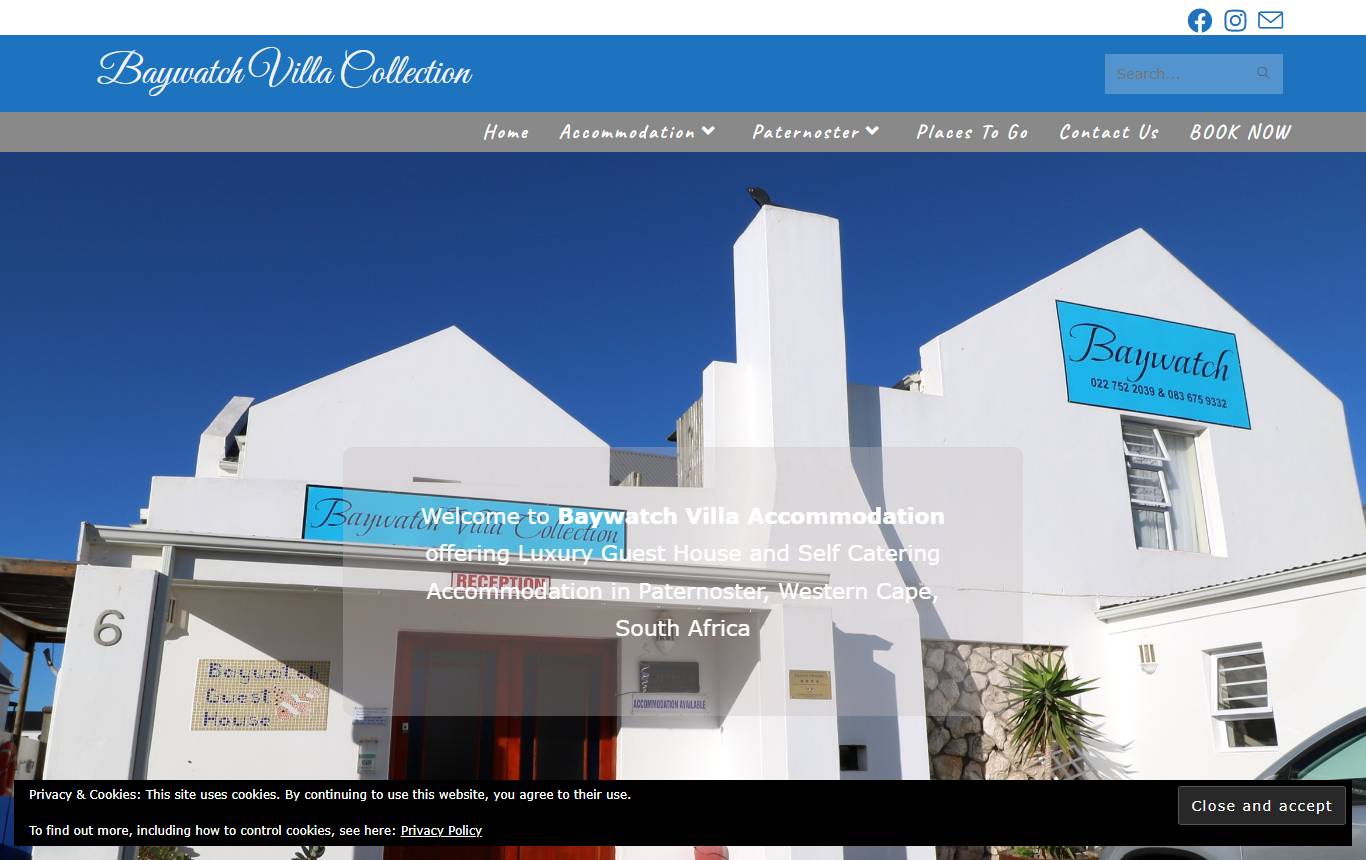 Baywatch Villa Collection
Search...
Home Accommodation Paternoster Places To Go Contact Us BOOK NOW
Baywatch
022 752 2039 & 083 675 9332
Baywatch Villa Collection
Welcome to Baywatch Villa Accommodation
offering Luxury Guest House and Self Catering
Accommodation in Paternoster, Western Cape,
South Africa
RECEPTION
6
Baywatch
Guest
House
ACCOMMODATION AVAILABLE
Privacy & Cookies: This site uses cookies. By continuing to use this website, you agree to their use.
To find out more, including how to control cookies, see here: Privacy Policy
Close and accept